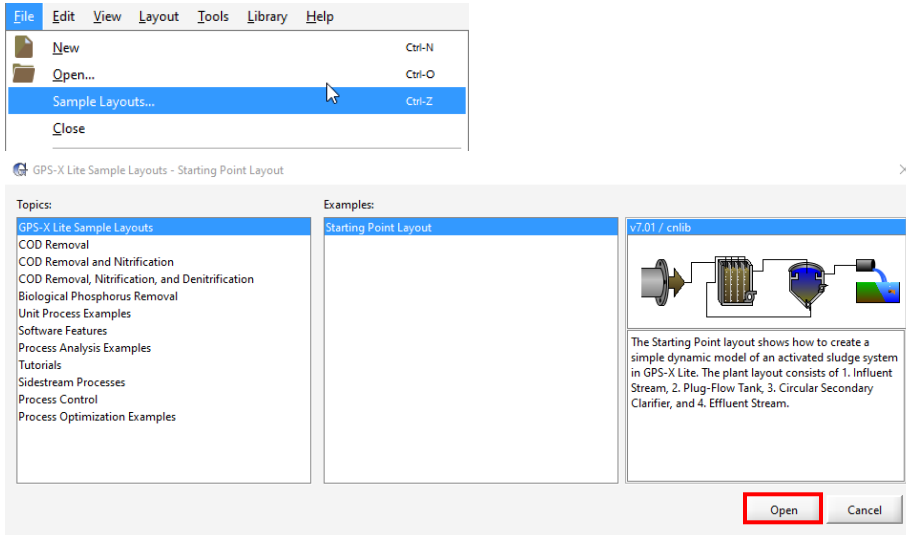 File Edit View Layout Tools Library Help
New Ctrl-N
Open... Ctrl-O
Sample Layouts... Ctrl-Z
Close
GPS-X Lite Sample Layouts - Starting Point Layout
Topics:
GPS-X Lite Sample Layouts
COD Removal
COD Removal and Nitrification
COD Removal, Nitrification, and Denitrification
Biological Phosphorus Removal
Unit Process Examples
Software Features
Process Analysis Examples
Tutorials
Sidestream Processes
Process Control
Process Optimization Examples
Examples:
Starting Point Layout
v7.01 / cnlib
The Starting Point layout shows how to create a
simple dynamic model of an activated sludge system
in GPS-X Lite. The plant layout consists of 1. Influent
Stream, 2. Plug-Flow Tank, 3. Circular Secondary
Clarifier, and 4. Effluent Stream.
Open Cancel